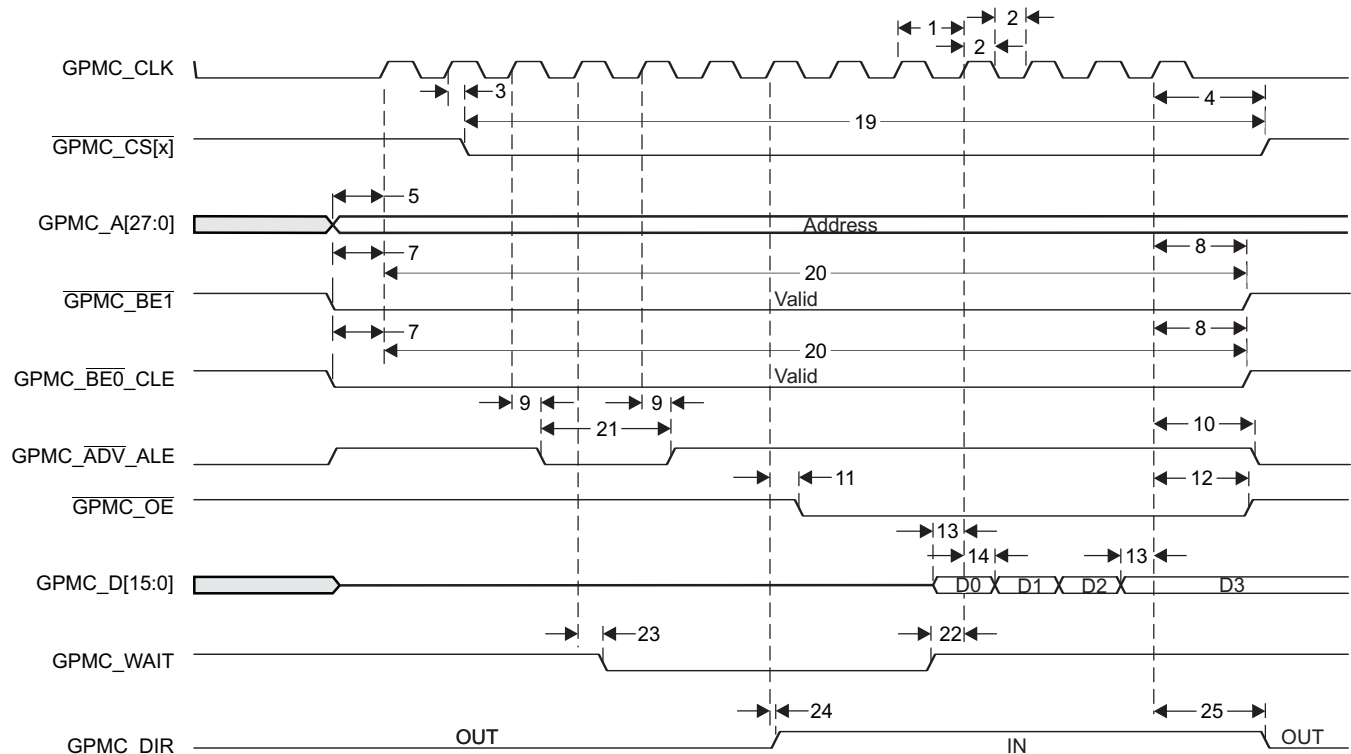 1
2
2
GPMC_CLK
3
4
19
GPMC_CS[x]
5
GPMC_A[27:0]
Address
7
8
20
GPMC_BE1
Valid
7
8
20
GPMC_BE0_CLE
Valid
9
9
21
10
GPMC_ADV_ALE
11
12
GPMC_OE
13
14
13
GPMC_D[15:0]
D0
D1
D2
D3
23
22
GPMC_WAIT
24
25
GPMC_DIR
OUT
IN
OUT